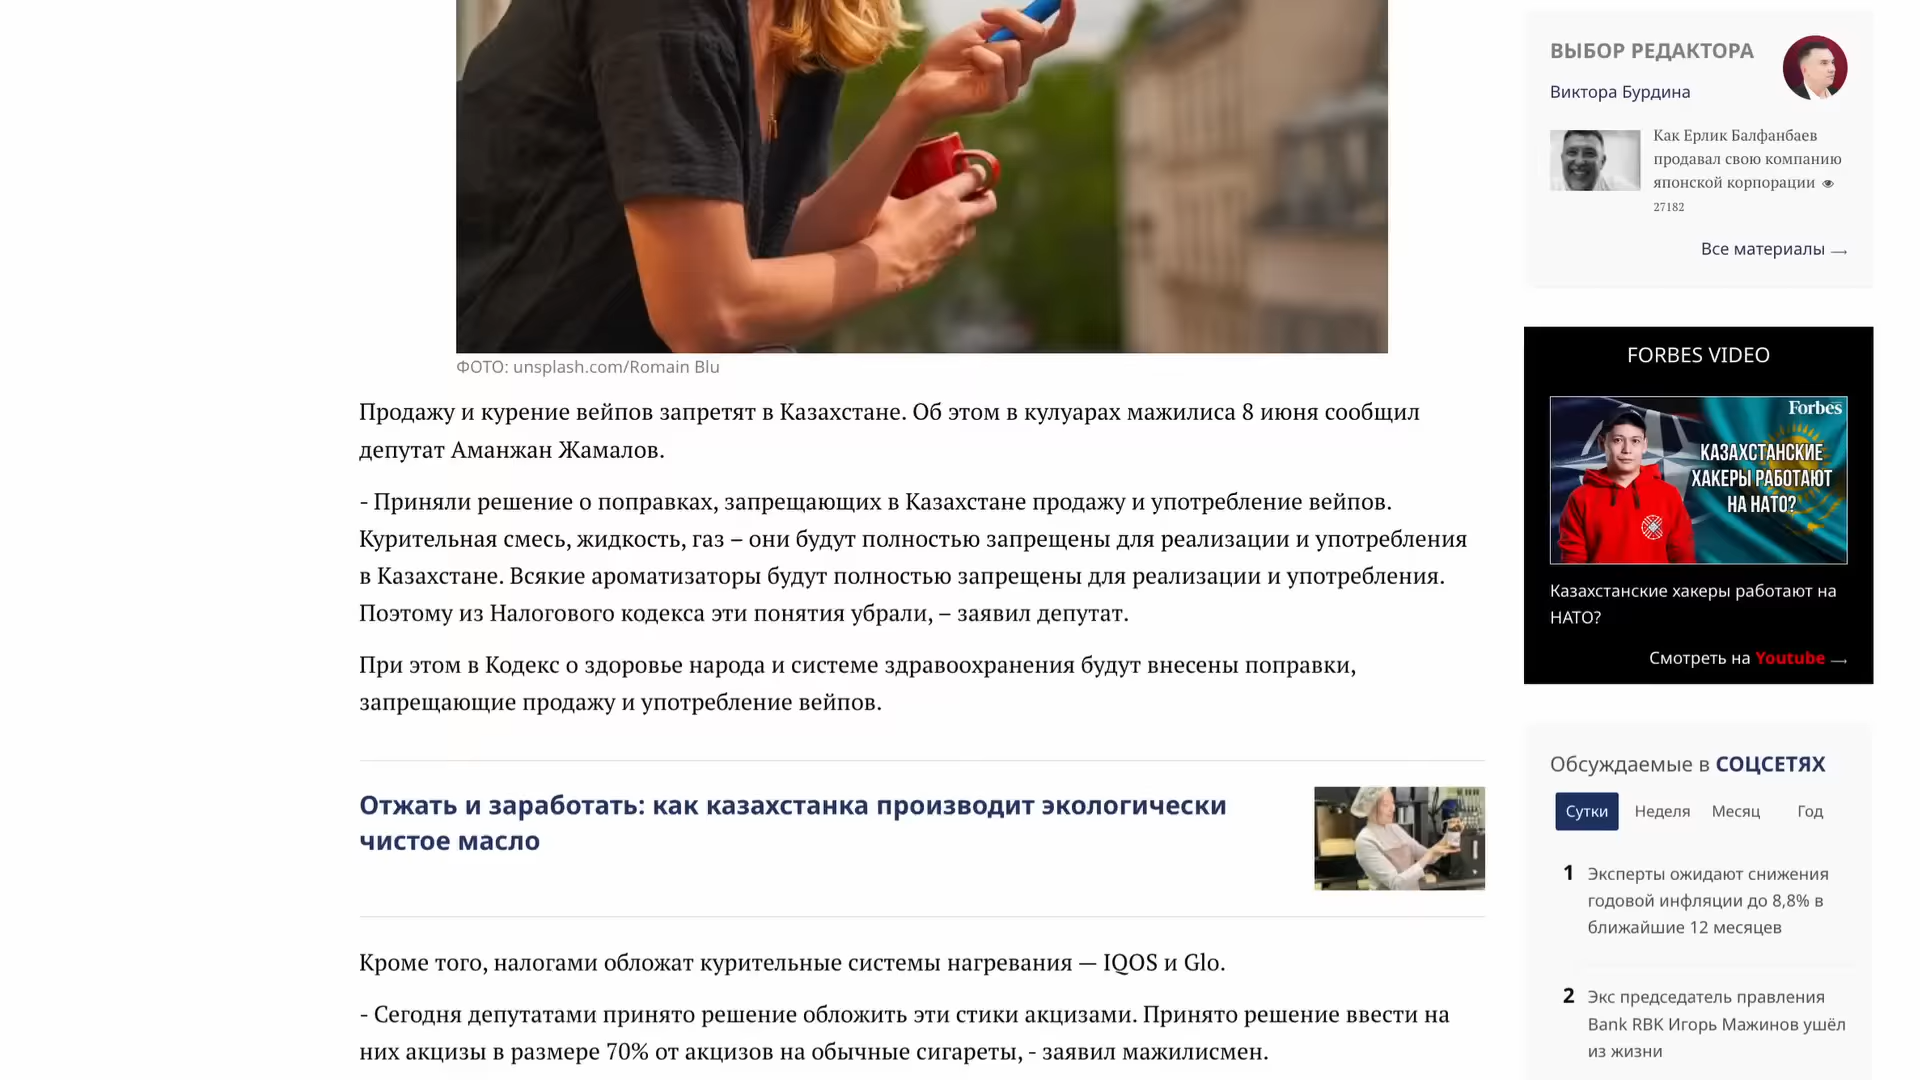 ФОТО: unsplash.com/Romain Blu
Продажу и курение вейпов запретят в Казахстане. Об этом в кулуарах мажилиса 8 июня сообщил
депутат Аманжан Жамалов.
- Приняли решение о поправках, запрещающих в Казахстане продажу и употребление вейпов.
Курительная смесь, жидкость, газ – они будут полностью запрещены для реализации и употребления
в Казахстане. Всякие ароматизаторы будут полностью запрещены для реализации и употребления.
Поэтому из Налогового кодекса эти понятия убрали, – заявил депутат.
При этом в Кодекс о здоровье народа и системе здравоохранения будут внесены поправки,
запрещающие продажу и употребление вейпов.
Отжать и заработать: как казахстанка производит экологически
чистое масло
Кроме того, налогами обложат курительные системы нагревания — IQOS и Glo.
- Сегодня депутатами принято решение обложить эти стики акцизами. Принято решение ввести на
них акцизы в размере 70% от акцизов на обычные сигареты, - заявил мажилисмен.
ВЫБОР РЕДАКТОРА
Виктора Бурдина
Как Ерлик Балфанбаев
продавал свою компанию
японской корпорации
27182
Все материалы —
FORBES VIDEO
Forbes
КАЗАХСТАНСКИЕ
ХАКЕРЫ РАБОТАЮТ
НА НАТО?
Казахстанские хакеры работают на
НАТО?
Смотреть на Youtube —
Обсуждаемые в СОЦСЕТЯХ
Сутки Неделя Месяц Год
1 Эксперты ожидают снижения
годовой инфляции до 8,8% в
ближайшие 12 месяцев
2 Экс председатель правления
Bank RBK Игорь Мажинов ушёл
из жизни